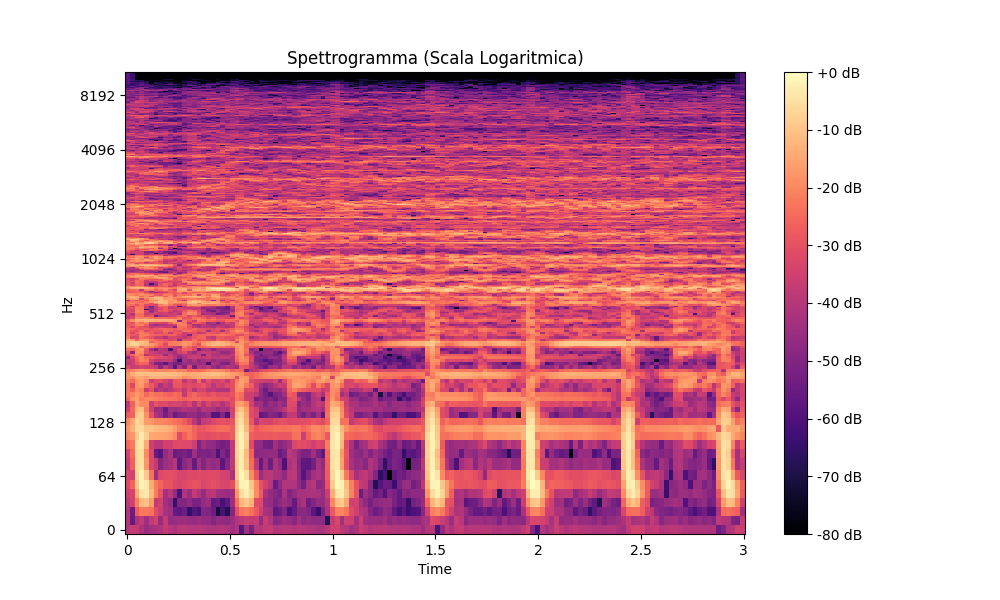 Spettrogramma (Scala Logaritmica)
Hz
8192
4096
2048
1024
512
256
128
64
0
0 0.5 1 1.5 2 2.5 3
Time
+0 dB
-10 dB
-20 dB
-30 dB
-40 dB
-50 dB
-60 dB
-70 dB
-80 dB